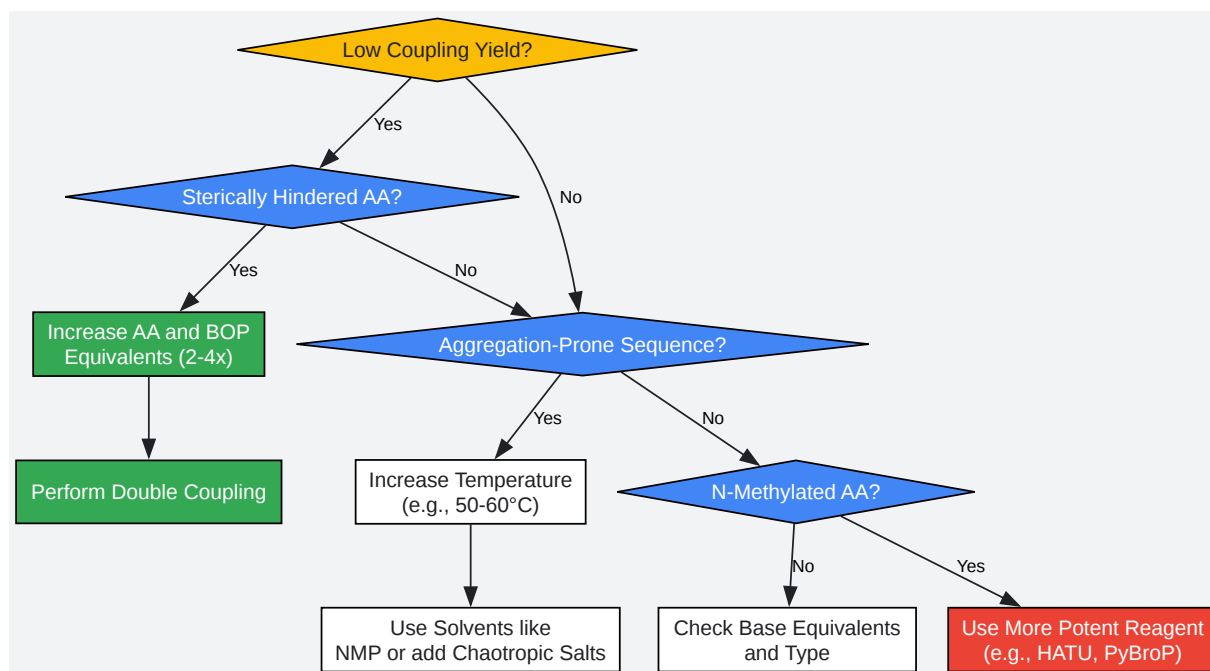 Low Coupling Yield?
Yes
Sterically Hindered AA?
No
Yes
No
Increase AA and BOP
Equivalents (2-4x)
Aggregation-Prone Sequence?
Yes
No
Perform Double Coupling
Increase Temperature
(e.g., 50-60°C)
N-Methylated AA?
No
Yes
Use Solvents like
NMP or add Chaotropic Salts
Check Base Equivalents
and Type
Use More Potent Reagent
(e.g., HATU, PyBroP)